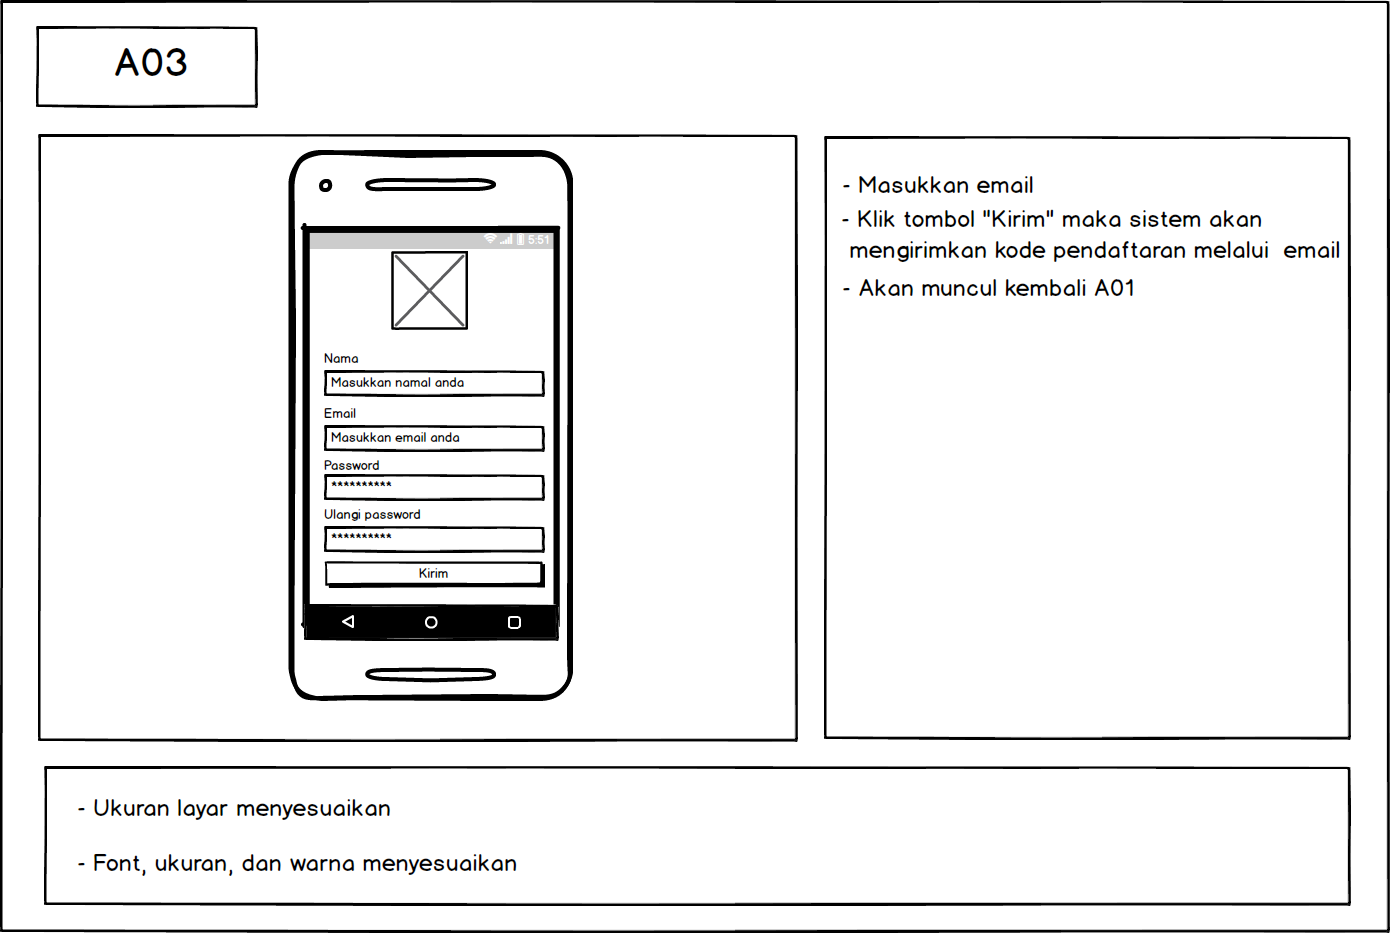 A03
5:51
Nama
Masukkan namal anda
Email
Masukkan email anda
Password
**********
Ulangi password
**********
Kirim
- Masukkan email
- Klik tombol "Kirim" maka sistem akan
mengirimkan kode pendaftaran melalui email
- Akan muncul kembali A01
- Ukuran layar menyesuaikan
- Font, ukuran, dan warna menyesuaikan